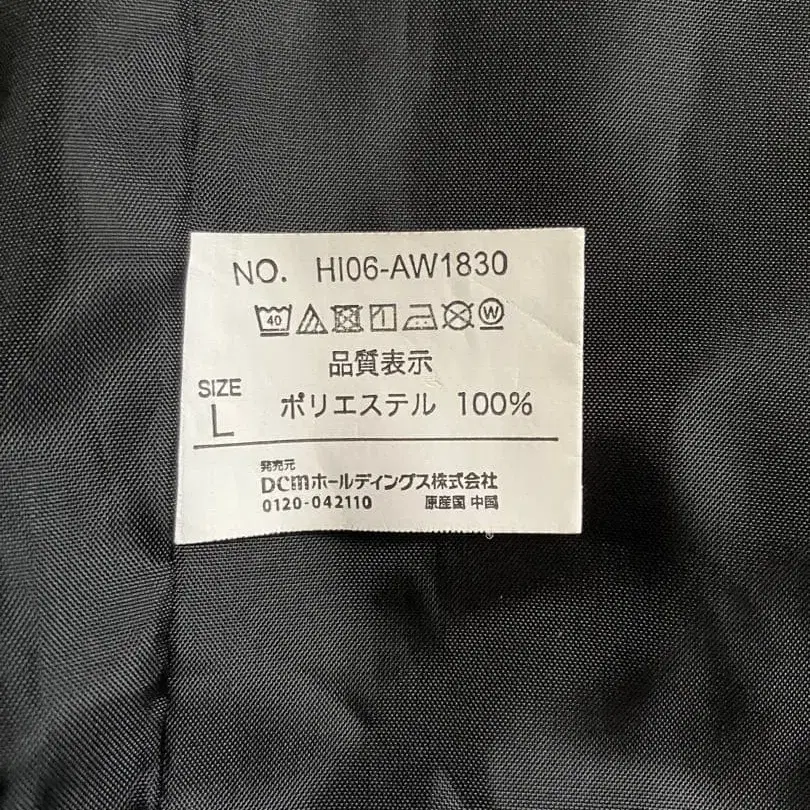 NO. HI06-AW1830
40 W
品質表示
SIZE
L
ポリエステル 100%
発売元
DCMホールディングス株式会社
0120-042110 原産国 中国